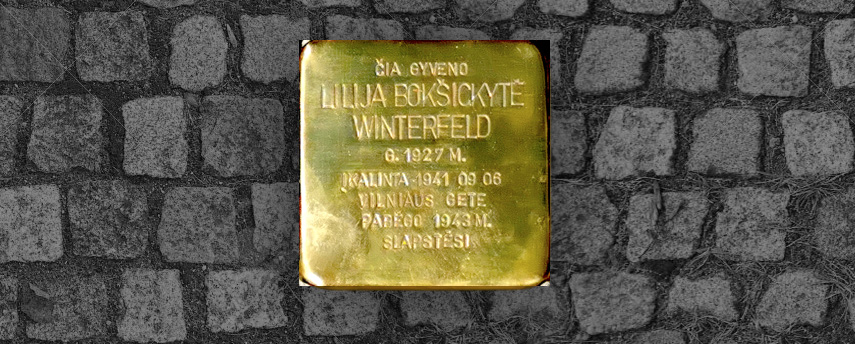 ČIA GYVENO
LILIJA BOKŠICKYTĖ
WINTERFELD
G. 1927 M.
ĮKALINTA 1941 09 06
VILNIAUS GETE
PABĖGO 1943 M.
SLAPSTĖSI